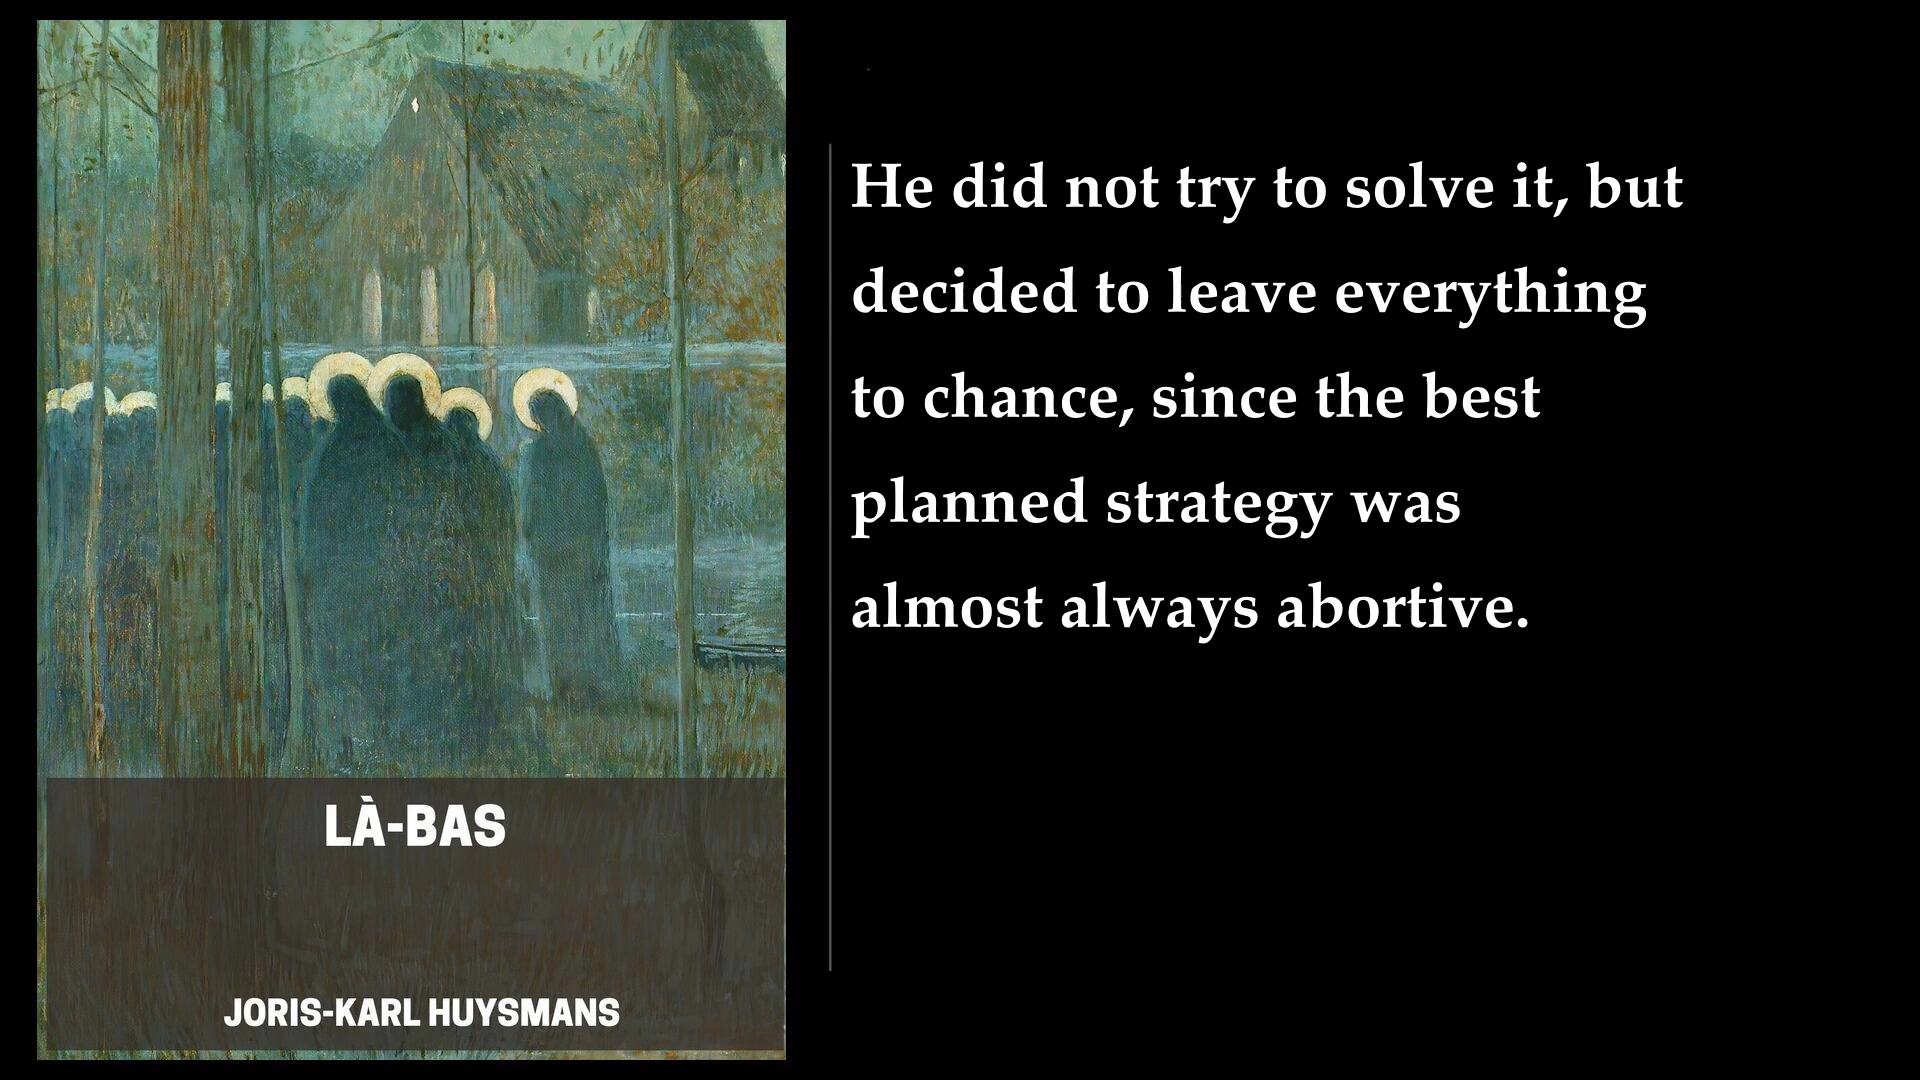 LÀ-BAS
JORIS-KARL HUYSMANS
He did not try to solve it, but
decided to leave everything
to chance, since the best
planned strategy was
almost always abortive.